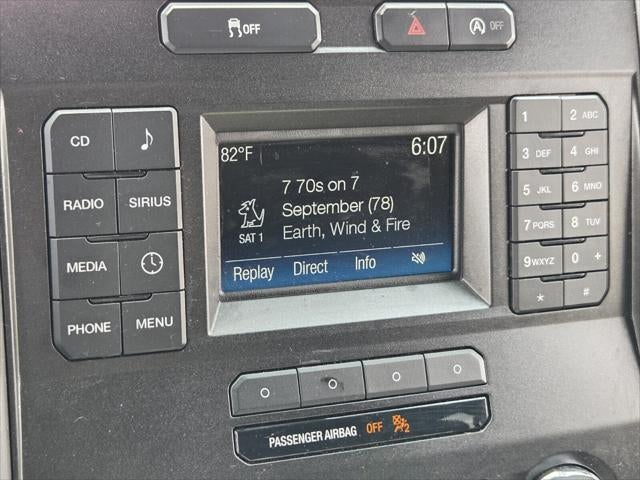 OFF
A OFF
CD
RADIO SIRIUS
MEDIA
PHONE MENU
82°F 6:07
7 70s on 7
September (78)
SAT 1 Earth, Wind & Fire
Replay Direct Info
1 2 ABC
3 DEF 4 GHI
5 JKL 6 MNO
7 PQRS 8 TUV
9 WXYZ 0 +
* #
PASSENGER AIRBAG OFF 2